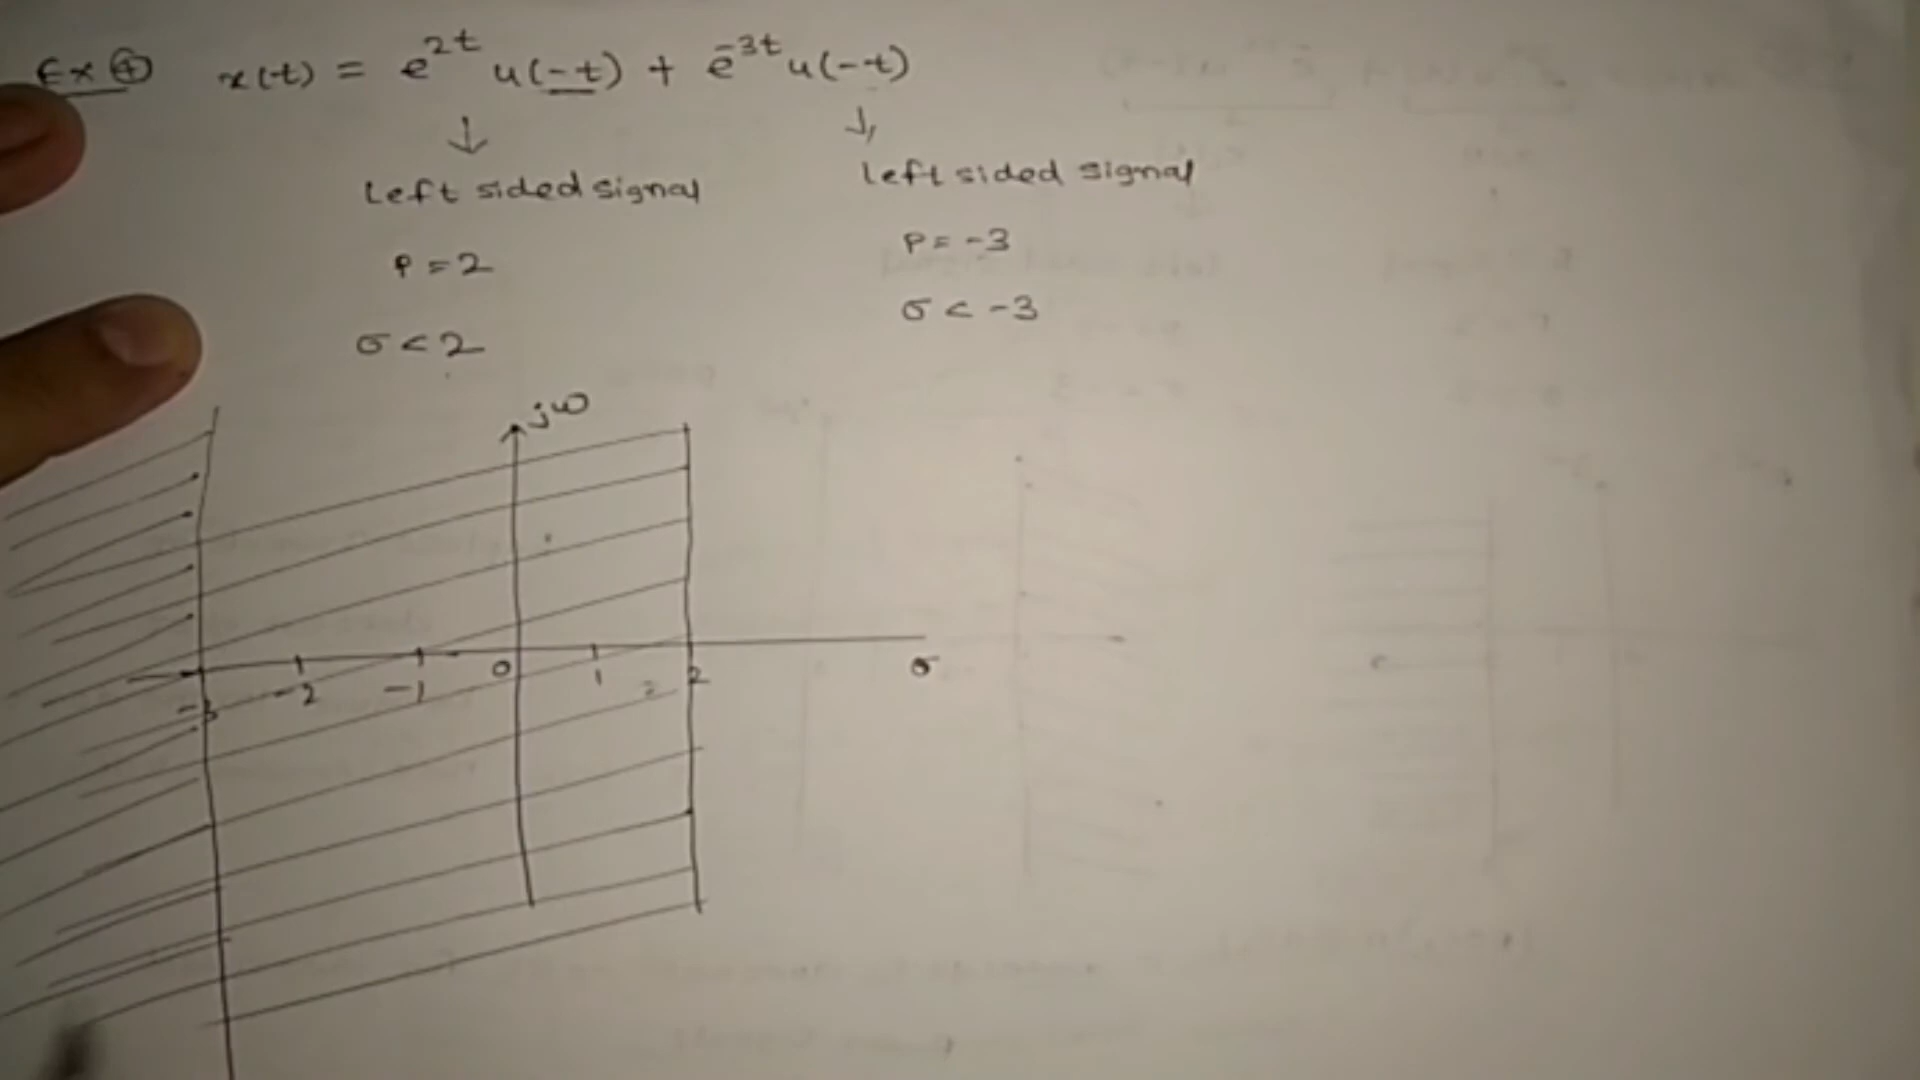 Ex ④ x(t) = e^{2t} u(-t) + e^{-3t} u(-t)
↓ ↓
Left sided signal Left sided signal
P = 2 P = -3
σ < 2 σ < -3
jω
-3 -2 -1 0 1 2 σ